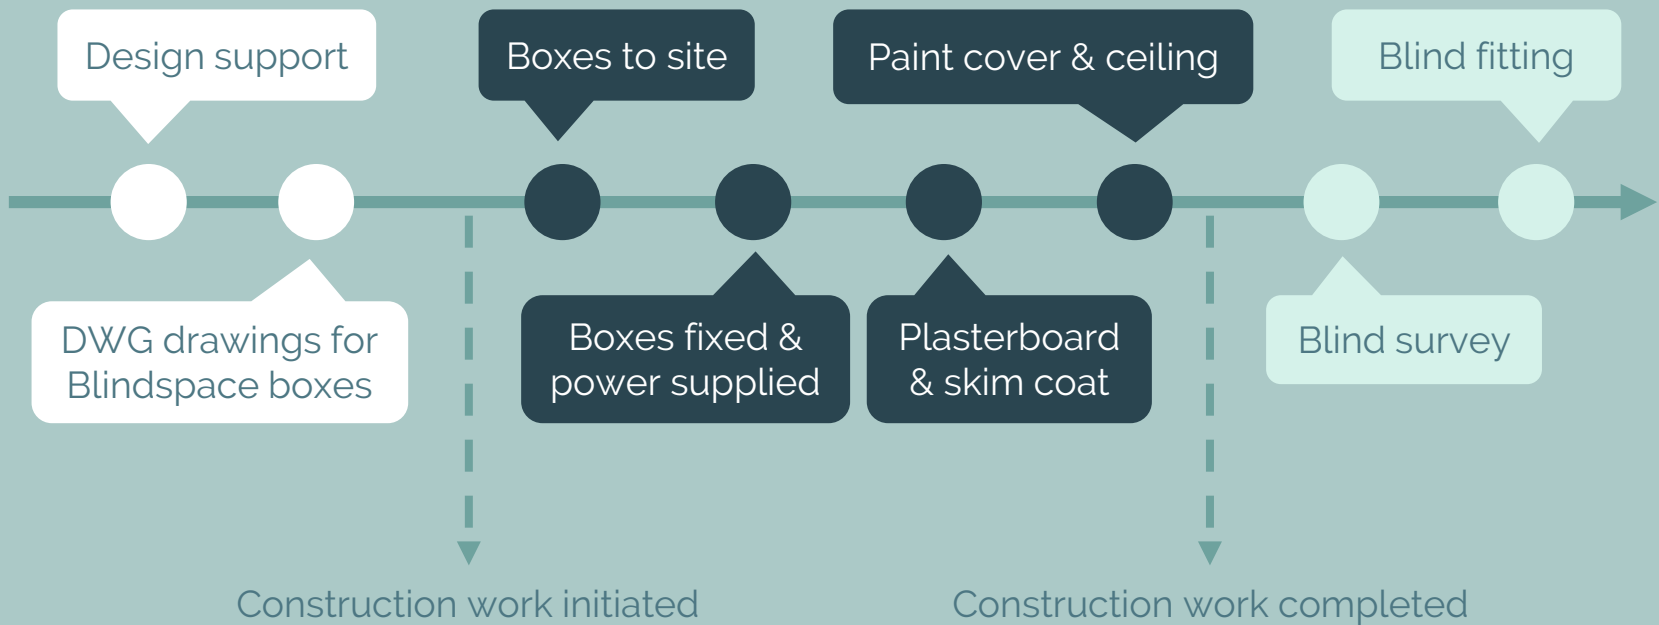 Design support
Boxes to site
Paint cover & ceiling
Blind fitting
DWG drawings for
Blindspace boxes
Boxes fixed &
power supplied
Plasterboard
& skim coat
Blind survey
Construction work initiated
Construction work completed